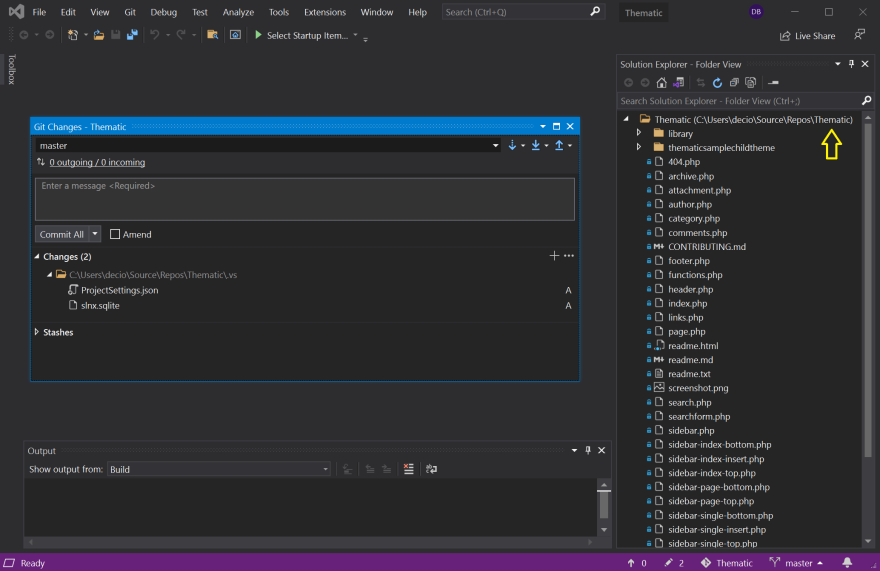 File Edit View Git Debug Test Analyze Tools Extensions Window Help Search (Ctrl+Q) Thematic DB
Select Startup Item... Live Share
Toolbox
Git Changes - Thematic
master
0 outgoing / 0 incoming
Enter a message <Required>
Commit All Amend
Changes (2)
C:\Users\decio\Source\Repos\Thematic\.vs
ProjectSettings.json A
slnx.sqlite A
Stashes
Output
Show output from: Build
Solution Explorer - Folder View
Search Solution Explorer - Folder View (Ctrl+;)
Thematic (C:\Users\decio\Source\Repos\Thematic)
library
thematicsamplechildtheme
404.php
archive.php
attachment.php
author.php
category.php
comments.php
M+ CONTRIBUTING.md
footer.php
functions.php
header.php
index.php
links.php
page.php
readme.html
M+ readme.md
readme.txt
screenshot.png
search.php
searchform.php
sidebar.php
sidebar-index-bottom.php
sidebar-index-insert.php
sidebar-index-top.php
sidebar-page-bottom.php
sidebar-page-top.php
sidebar-single-bottom.php
sidebar-single-insert.php
sidebar-single-top.php
Ready 0 2 Thematic master